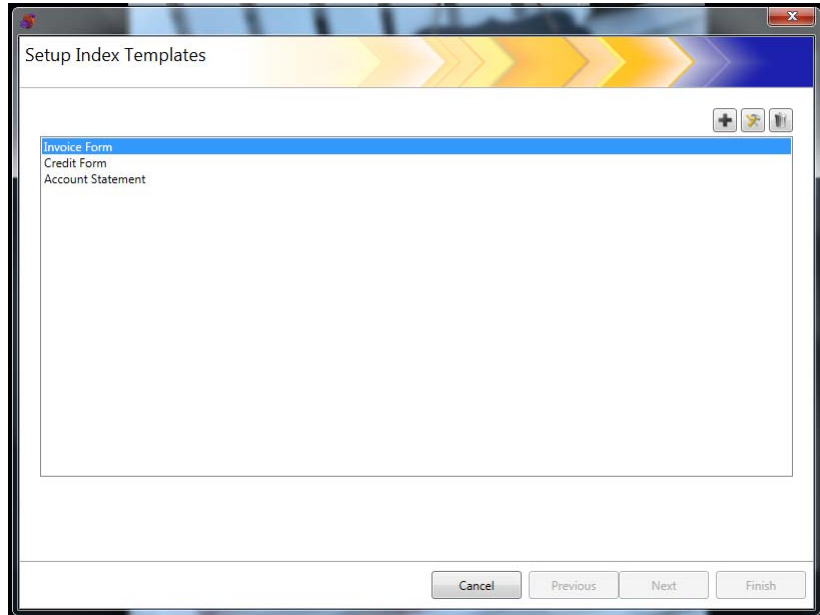 Setup Index Templates
Invoice Form
Credit Form
Account Statement
Cancel Previous Next Finish